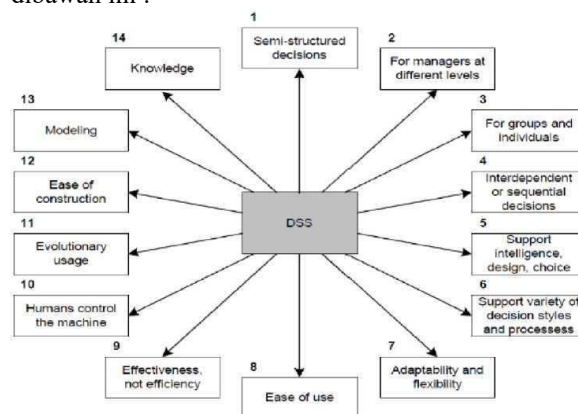 dibawah ini :
1
Semi-structured
decisions
2
For managers at
different levels
3
For groups and
individuals
4
Interdependent
or sequential
decisions
5
Support
intelligence,
design, choice
6
Support variety of
decision styles
and processess
7
Adaptability and
flexibility
8
Ease of use
9
Effectiveness,
not efficiency
10
Humans control
the machine
11
Evolutionary
usage
12
Ease of
construction
13
Modeling
14
Knowledge
DSS